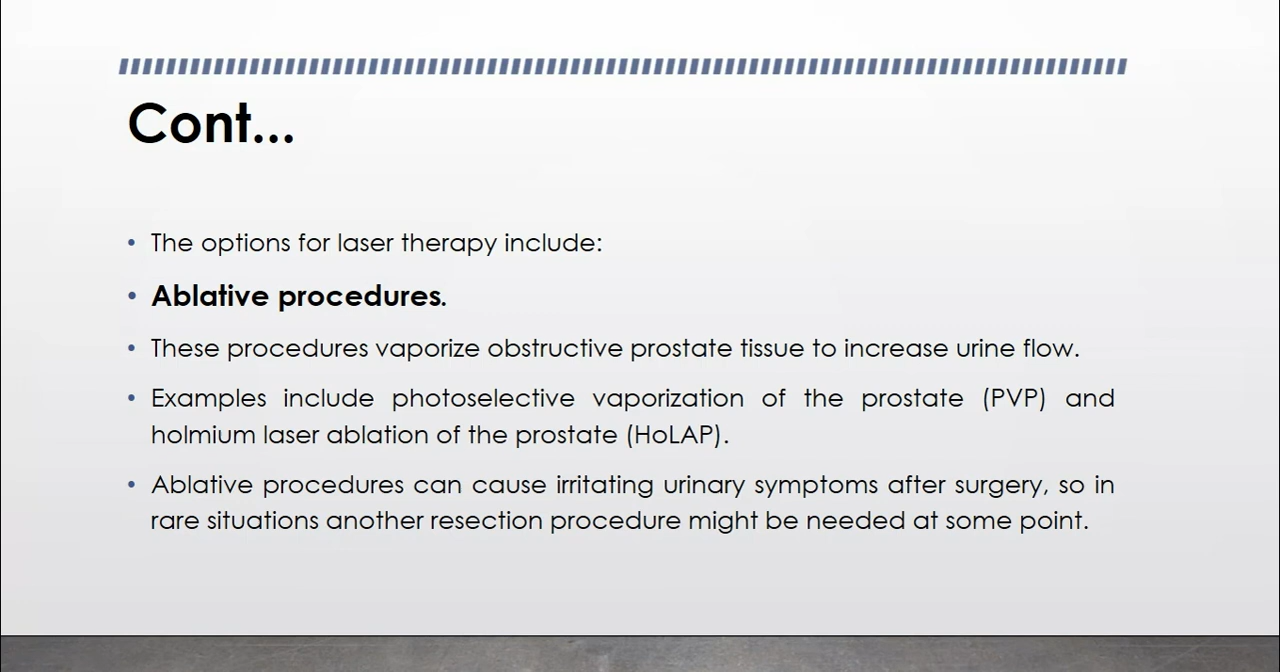 Cont...
• The options for laser therapy include:
• Ablative procedures.
• These procedures vaporize obstructive prostate tissue to increase urine flow.
• Examples include photoselective vaporization of the prostate (PVP) and
holmium laser ablation of the prostate (HoLAP).
• Ablative procedures can cause irritating urinary symptoms after surgery, so in
rare situations another resection procedure might be needed at some point.